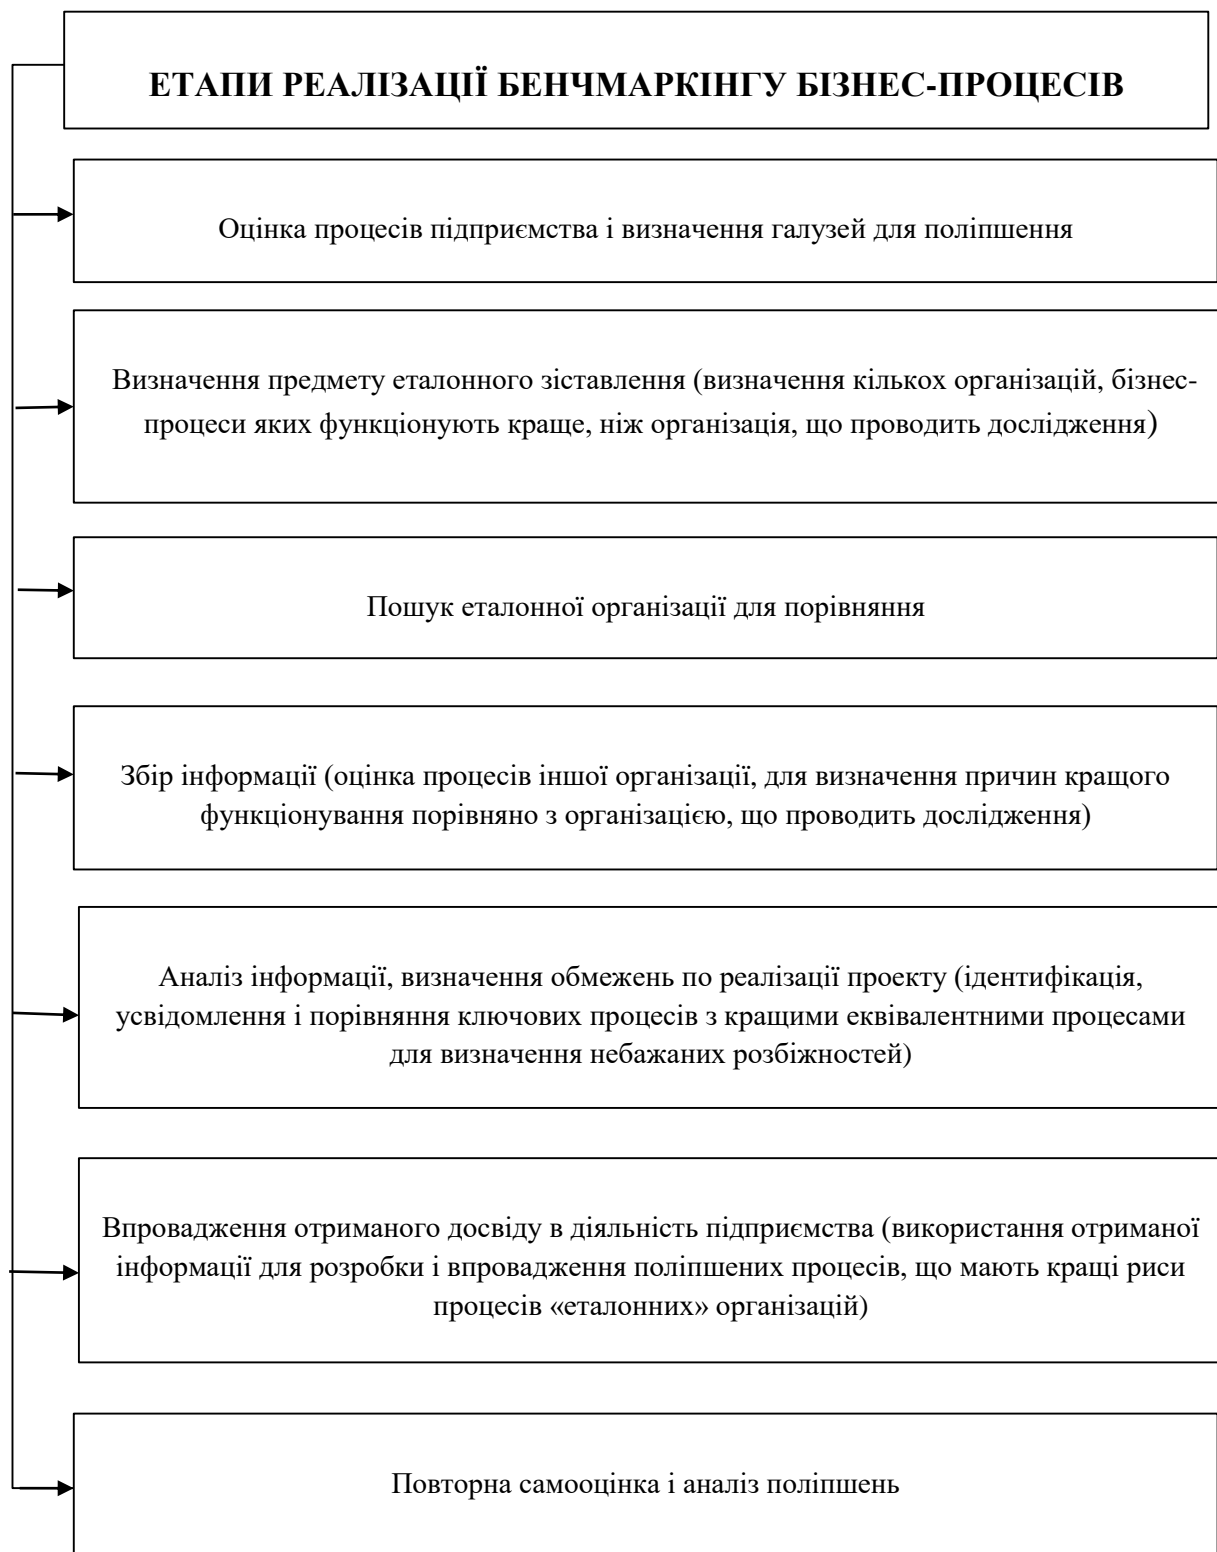 ЕТАПИ РЕАЛІЗАЦІЇ БЕНЧМАРКІНГУ БІЗНЕС-ПРОЦЕСІВ
Оцінка процесів підприємства і визначення галузей для поліпшення
Визначення предмету еталонного зіставлення (визначення кількох організацій, бізнес-
процеси яких функціонують краще, ніж організація, що проводить дослідження)
Пошук еталонної організації для порівняння
Збір інформації (оцінка процесів іншої організації, для визначення причин кращого
функціонування порівняно з організацією, що проводить дослідження)
Аналіз інформації, визначення обмежень по реалізації проекту (ідентифікація,
усвідомлення і порівняння ключових процесів з кращими еквівалентними процесами
для визначення небажаних розбіжностей)
Впровадження отриманого досвіду в діяльність підприємства (використання отриманої
інформації для розробки і впровадження поліпшених процесів, що мають кращі риси
процесів «еталонних» організацій)
Повторна самооцінка і аналіз поліпшень